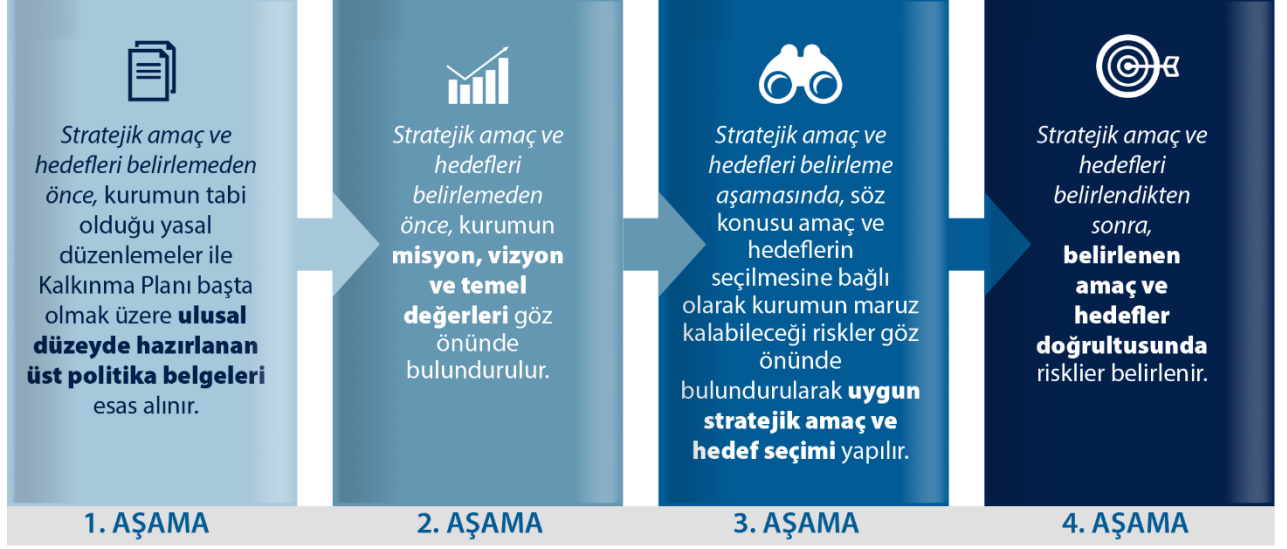 Stratejik amaç ve
hedefleri belirlemeden
önce, kurumun tabi
olduğu yasal
düzenlemeler ile
Kalkınma Planı başta
olmak üzere ulusal
düzeyde hazırlanan
üst politika belgeleri
esas alınır.
1. AŞAMA
Stratejik amaç ve
hedefleri
belirlemeden
önce, kurumun
misyon, vizyon
ve temel
değerleri göz
önünde
bulundurulur.
2. AŞAMA
Stratejik amaç ve
hedefleri belirleme
aşamasında, söz
konusu amaç ve
hedeflerin
seçilmesine bağlı
olarak kurumun maruz
kalabileceği riskler göz
önünde
bulundurularak uygun
stratejik amaç ve
hedef seçimi yapılır.
3. AŞAMA
Stratejik amaç ve
hedefleri
belirlendikten
sonra,
belirlenen
amaç ve
hedefler
doğrultusunda
risklier belirlenir.
4. AŞAMA